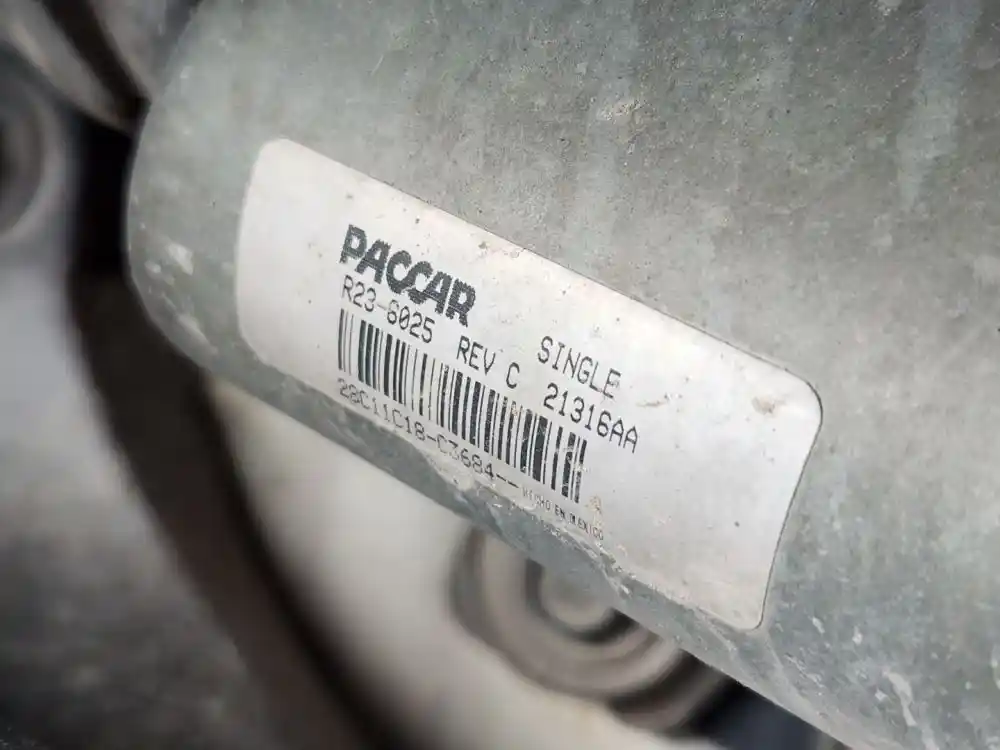 PACCAR
R23-6025 REV C
SINGLE
21316AA
28C11C18-C3684--
HECHO EN MEXICO